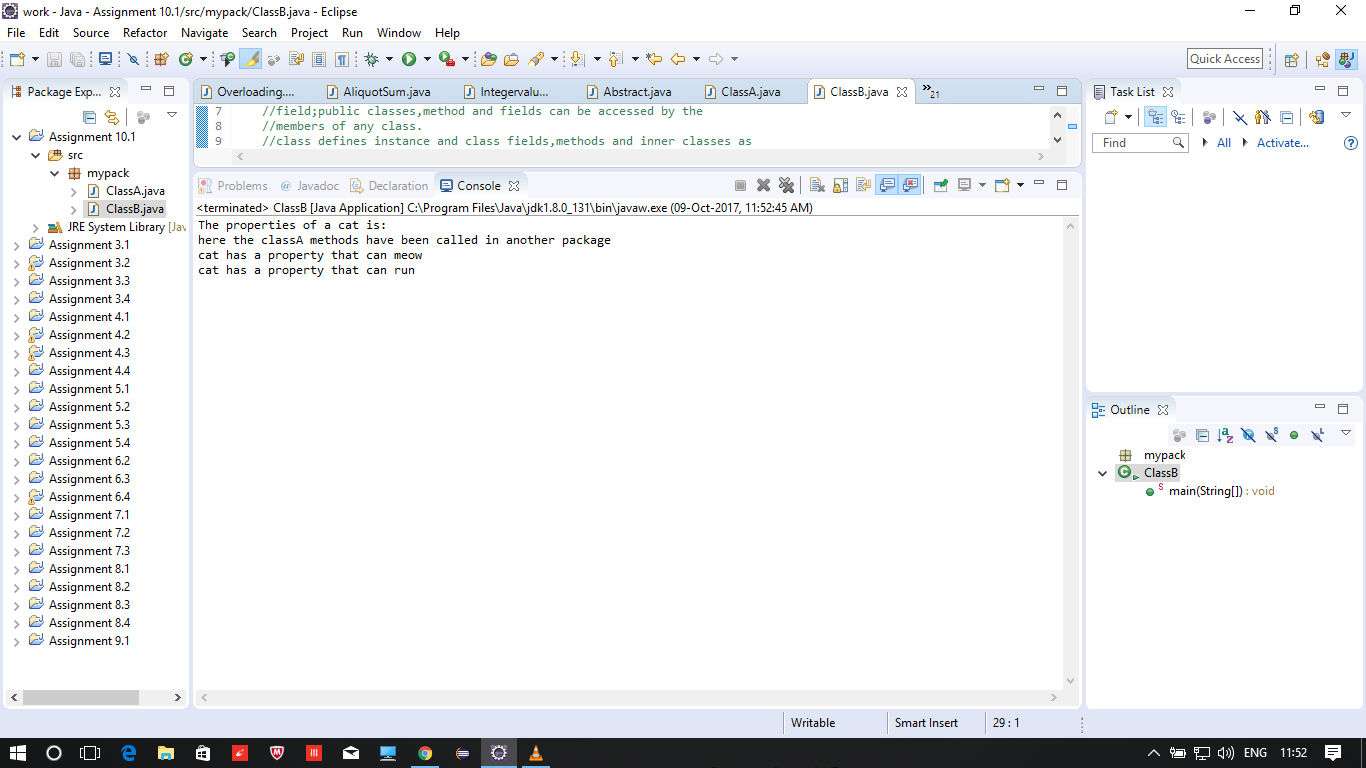 work - Java - Assignment 10.1/src/mypack/ClassB.java - Eclipse
File Edit Source Refactor Navigate Search Project Run Window Help
Quick Access
Package Exp...
Assignment 10.1
src
mypack
ClassA.java
ClassB.java
JRE System Library [Jav
Assignment 3.1
Assignment 3.2
Assignment 3.3
Assignment 3.4
Assignment 4.1
Assignment 4.2
Assignment 4.3
Assignment 4.4
Assignment 5.1
Assignment 5.2
Assignment 5.3
Assignment 5.4
Assignment 6.2
Assignment 6.3
Assignment 6.4
Assignment 7.1
Assignment 7.2
Assignment 7.3
Assignment 8.1
Assignment 8.2
Assignment 8.3
Assignment 8.4
Assignment 9.1
Overloading.... AliquotSum.java Integervalu... Abstract.java ClassA.java ClassB.java »21
7 //field;public classes,method and fields can be accessed by the
8 //members of any class.
9 //class defines instance and class fields,methods and inner classes as
Problems @ Javadoc Declaration Console
<terminated> ClassB [Java Application] C:\Program Files\Java\jdk1.8.0_131\bin\javaw.exe (09-Oct-2017, 11:52:45 AM)
The properties of a cat is:
here the classA methods have been called in another package
cat has a property that can meow
cat has a property that can run
Task List
Find All Activate...
Outline
mypack
ClassB
main(String[]) : void
Writable Smart Insert 29 : 1
ENG 11:52